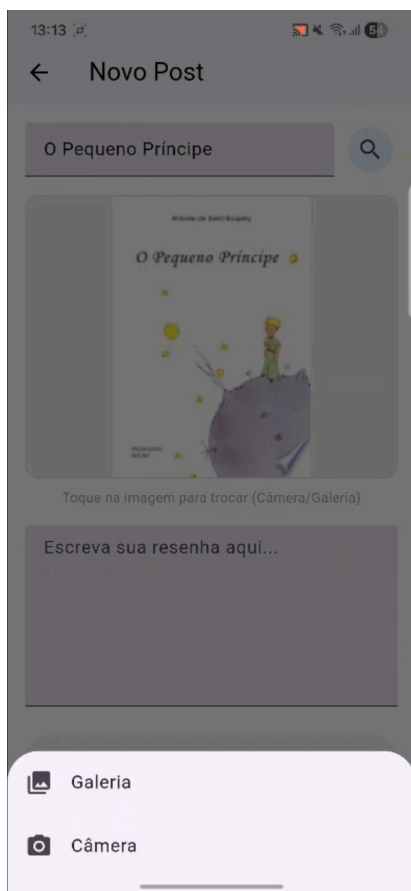 13:13
54
Novo Post
O Pequeno Príncipe
Antoine de Saint-Exupéry
O Pequeno Príncipe
Toque na imagem para trocar (Câmera/Galeria)
Escreva sua resenha aqui...
Galeria
Câmera